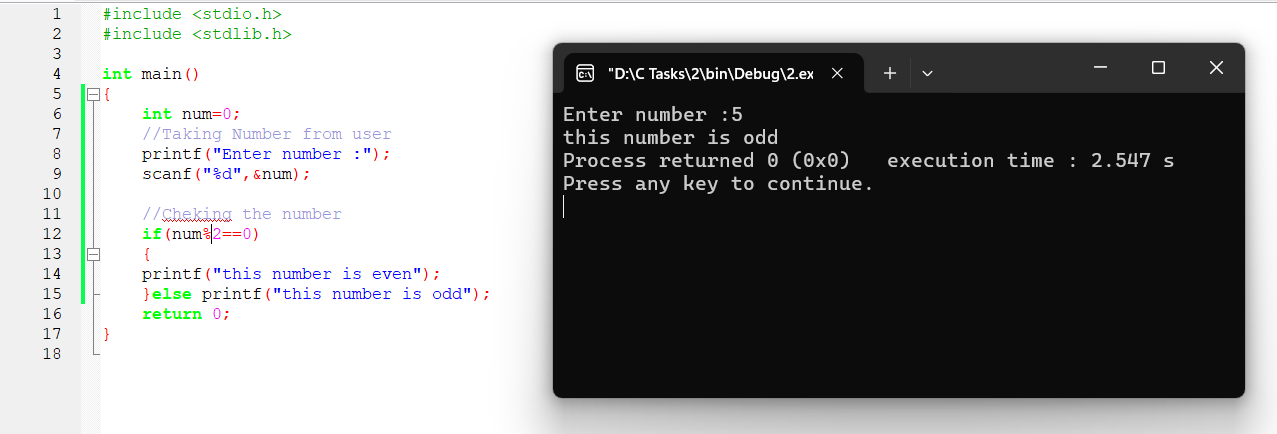 1 #include <stdio.h>
2 #include <stdlib.h>
3
4 int main()
5 {
6 int num=0;
7 //Taking Number from user
8 printf("Enter number :");
9 scanf("%d",&num);
10
11 //Cheking the number
12 if(num%2==0)
13 {
14 printf("this number is even");
15 }else printf("this number is odd");
16 return 0;
17 }
18
"D:\C Tasks\2\bin\Debug\2.ex
Enter number :5
this number is odd
Process returned 0 (0x0)   execution time : 2.547 s
Press any key to continue.